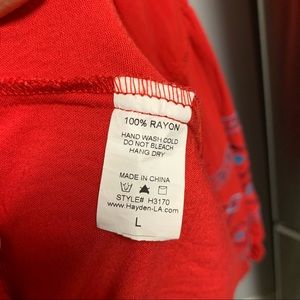 100% RAYON
HAND WASH COLD
DO NOT BLEACH
HANG DRY
MADE IN CHINA
STYLE# H3170
www.Hayden-LA.com
L